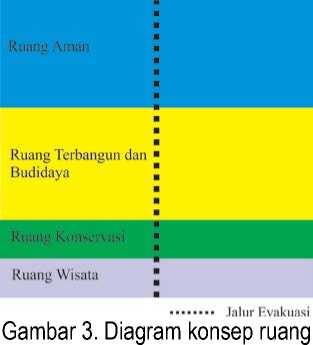 Ruang Aman
Ruang Terbangun dan
Budidaya
Ruang Konservasi
Ruang Wisata
Jalur Evakuasi
Gambar 3. Diagram konsep ruang